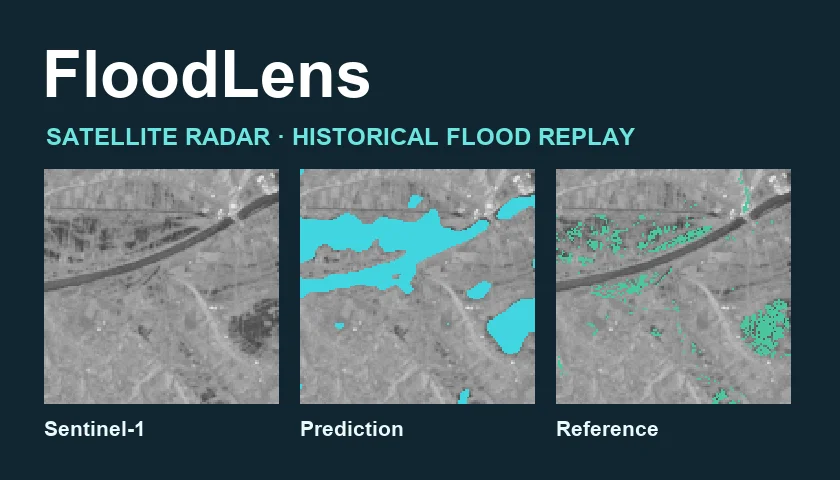 FloodLens
SATELLITE RADAR · HISTORICAL FLOOD REPLAY
Sentinel-1
Prediction
Reference